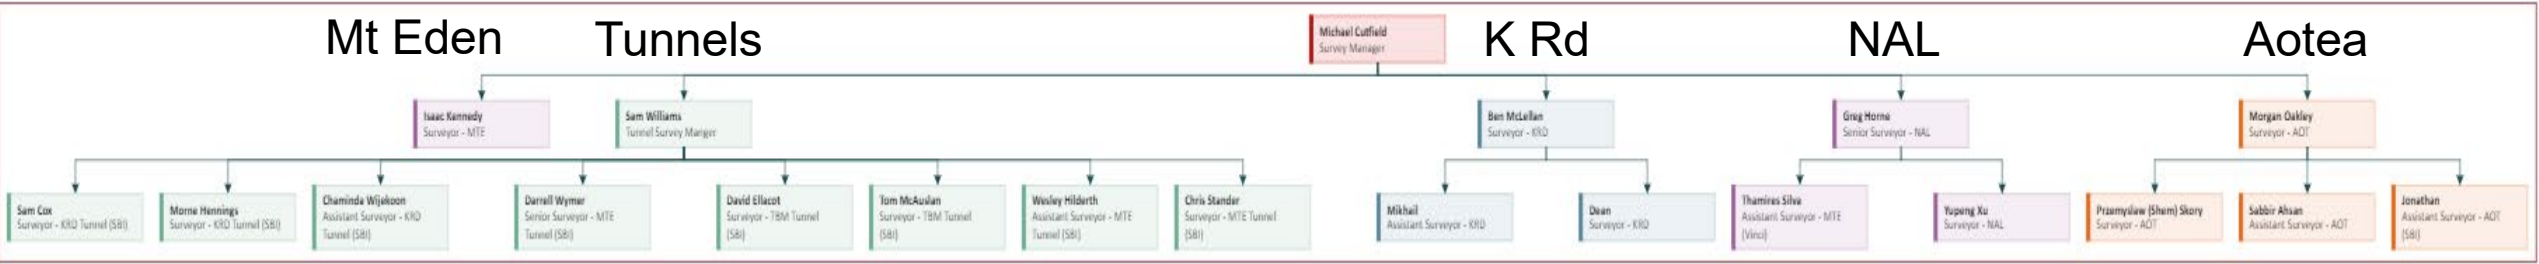 Mt Eden
Tunnels
Michael Cutfield
Survey Manager
K Rd
NAL
Aotea
Isaac Kennedy
Surveyor - MTE
Sam Williams
Tunnel Survey Manger
Ben McLellan
Surveyor - KRD
Greg Horne
Senior Surveyor - NAL
Morgan Oakley
Surveyor - AOT
Sam Cox
Surveyor - KRD Tunnel (SBI)
Morne Hennings
Surveyor - KRD Tunnel (SBI)
Chaminda Wijekoon
Assistant Surveyor - KRD
Tunnel (SBI)
Darrell Wymer
Senior Surveyor - MTE
Tunnel (SBI)
David Ellacot
Surveyor - TBM Tunnel
(SBI)
Tom McAuslan
Surveyor - TBM Tunnel
(SBI)
Wesley Hilderth
Assistant Surveyor - MTE
Tunnel (SBI)
Chris Stander
Surveyor - MTE Tunnel
(SBI)
Mikhail
Assistant Surveyor - KRD
Dean
Surveyor - KRD
Thamires Silva
Assistant Surveyor - MTE
(Vinci)
Yupeng Xu
Surveyor - NAL
Przemyslaw (Shem) Skory
Surveyor - AOT
Sabbir Ahsan
Assistant Surveyor - AOT
Jonathan
Assistant Surveyor - AOT
(SBI)